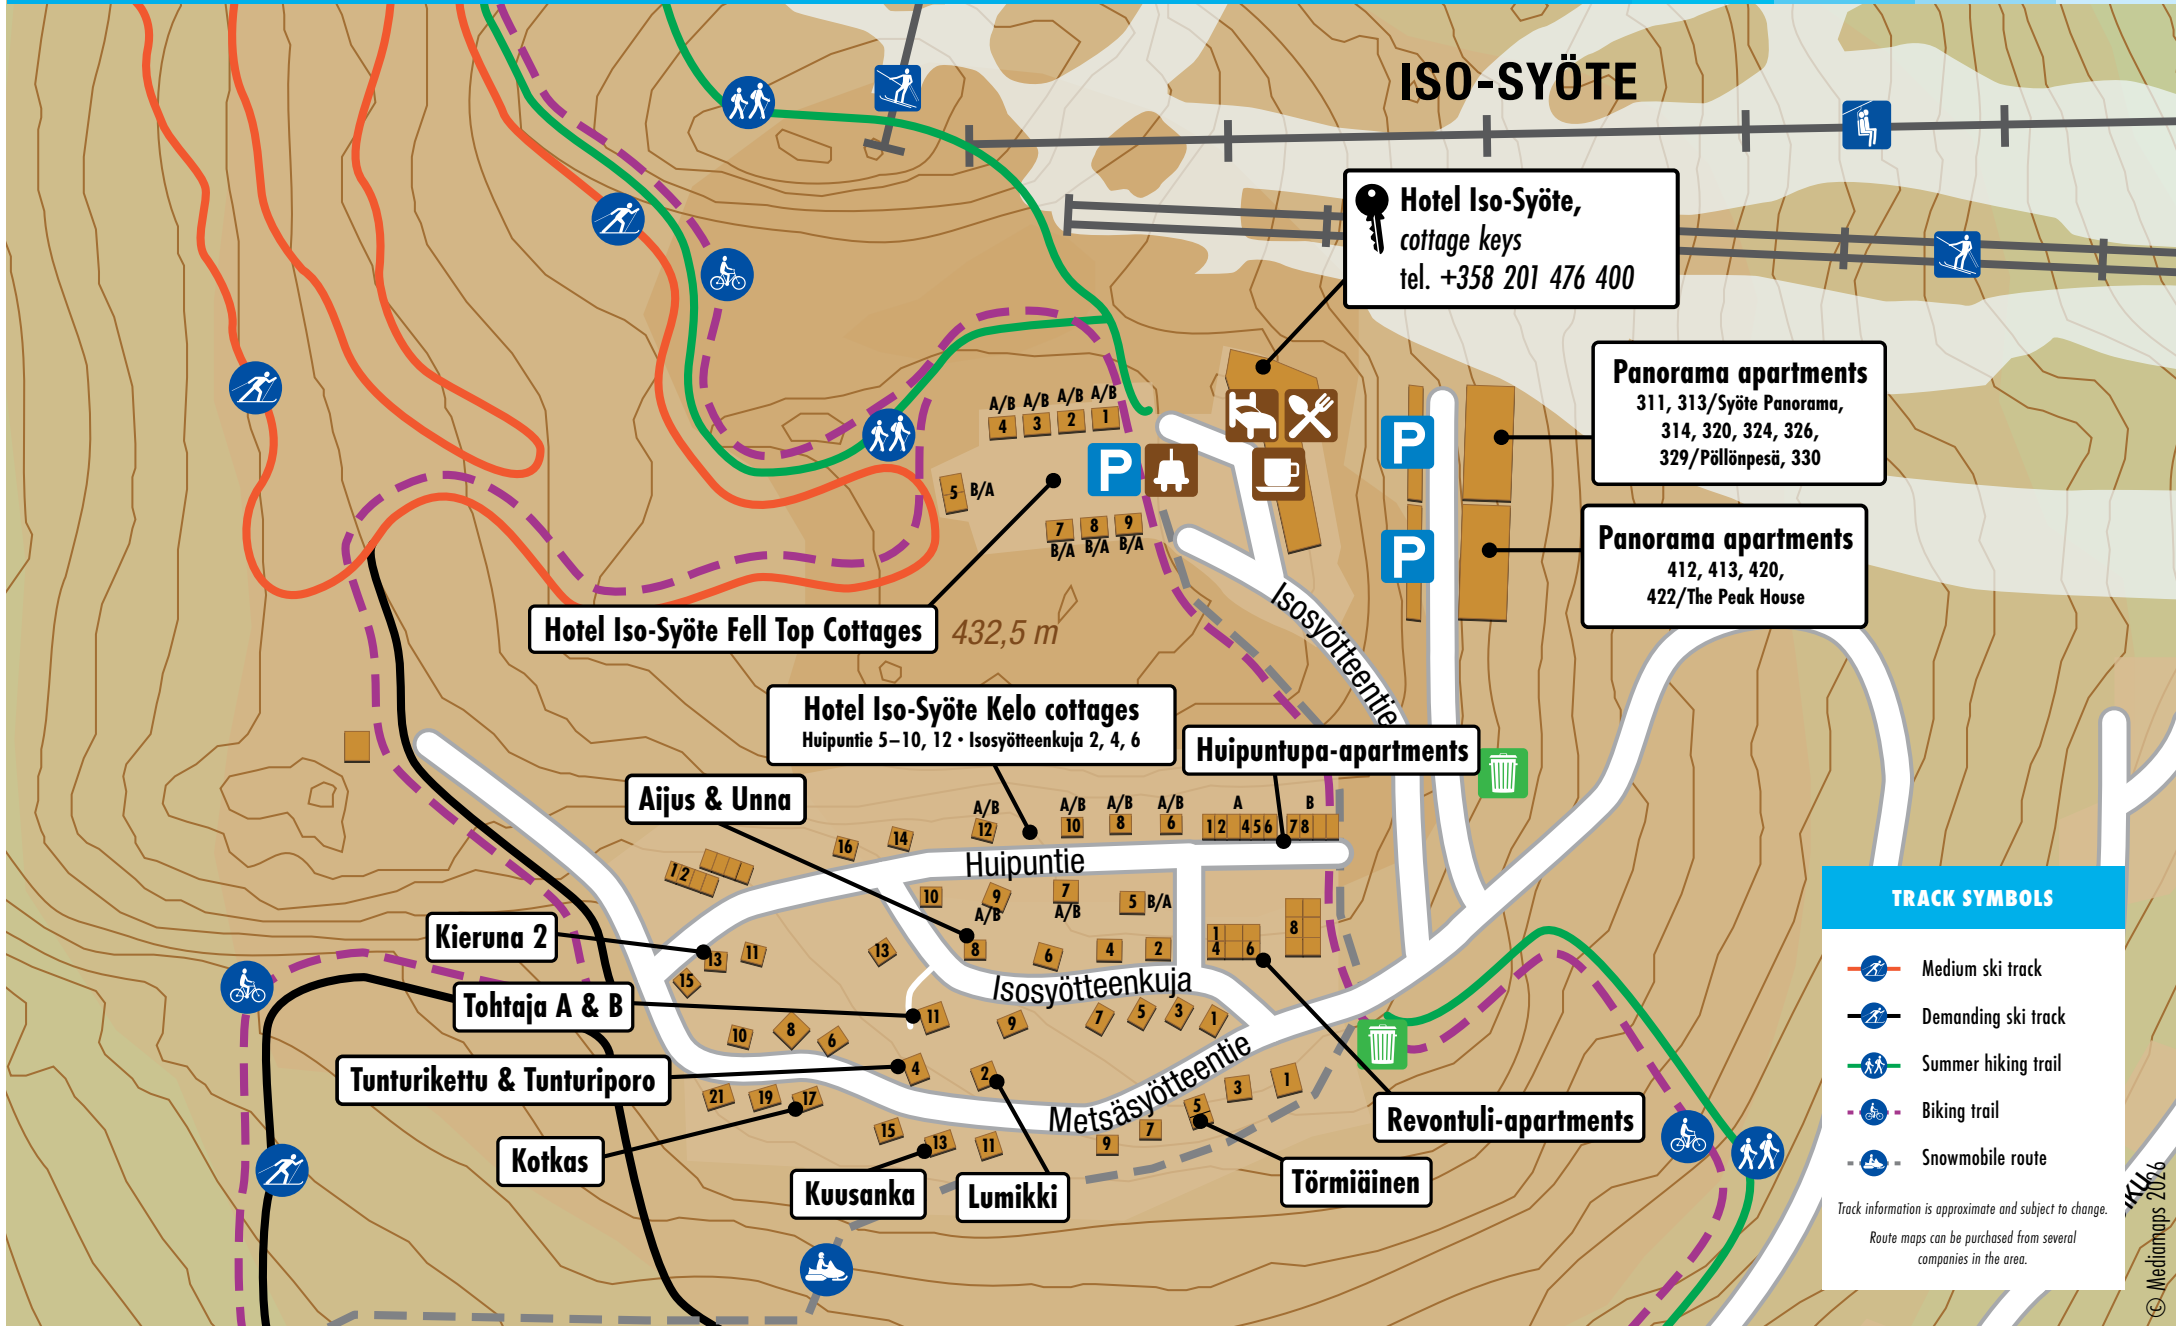 ISO-SYÖTE
Hotel Iso-Syöte,
cottage keys
tel. +358 201 476 400
Panorama apartments
311, 313/Syöte Panorama,
314, 320, 324, 326,
329/Pöllönpesä, 330
Panorama apartments
412, 413, 420,
422/The Peak House
A/B A/B A/B A/B
4 3 2 1
P
P
P
5 B/A
7 8 9
B/A B/A B/A
Hotel Iso-Syöte Fell Top Cottages
432,5 m
Isosyötteentie
Hotel Iso-Syöte Kelo cottages
Huipuntie 5–10, 12 · Isosyötteenkuja 2, 4, 6
Huipuntupa-apartments
Aijus & Unna
A/B A/B A/B A/B A B
16 14 12 10 8 6 1 2 4 5 6 7 8
1 2
Huipuntie
10 9 7 5 B/A
A/B A/B
Kieruna 2
13 11 13 8 6 4 2 1 4 6 8
15
Isosyötteenkuja
Tohtaja A & B
11 9 7 5 3 1
10 8 6
Tunturikettu & Tunturiporo
4 2
Metsäsyötteentie
21 19 17
3 1
5
15 13 11 9 7
Kotkas
Kuusanka
Lumikki
Törmiäinen
Revontuli-apartments
TRACK SYMBOLS
Medium ski track
Demanding ski track
Summer hiking trail
Biking trail
Snowmobile route
Track information is approximate and subject to change.
Route maps can be purchased from several
companies in the area.
© Mediamaps 2026